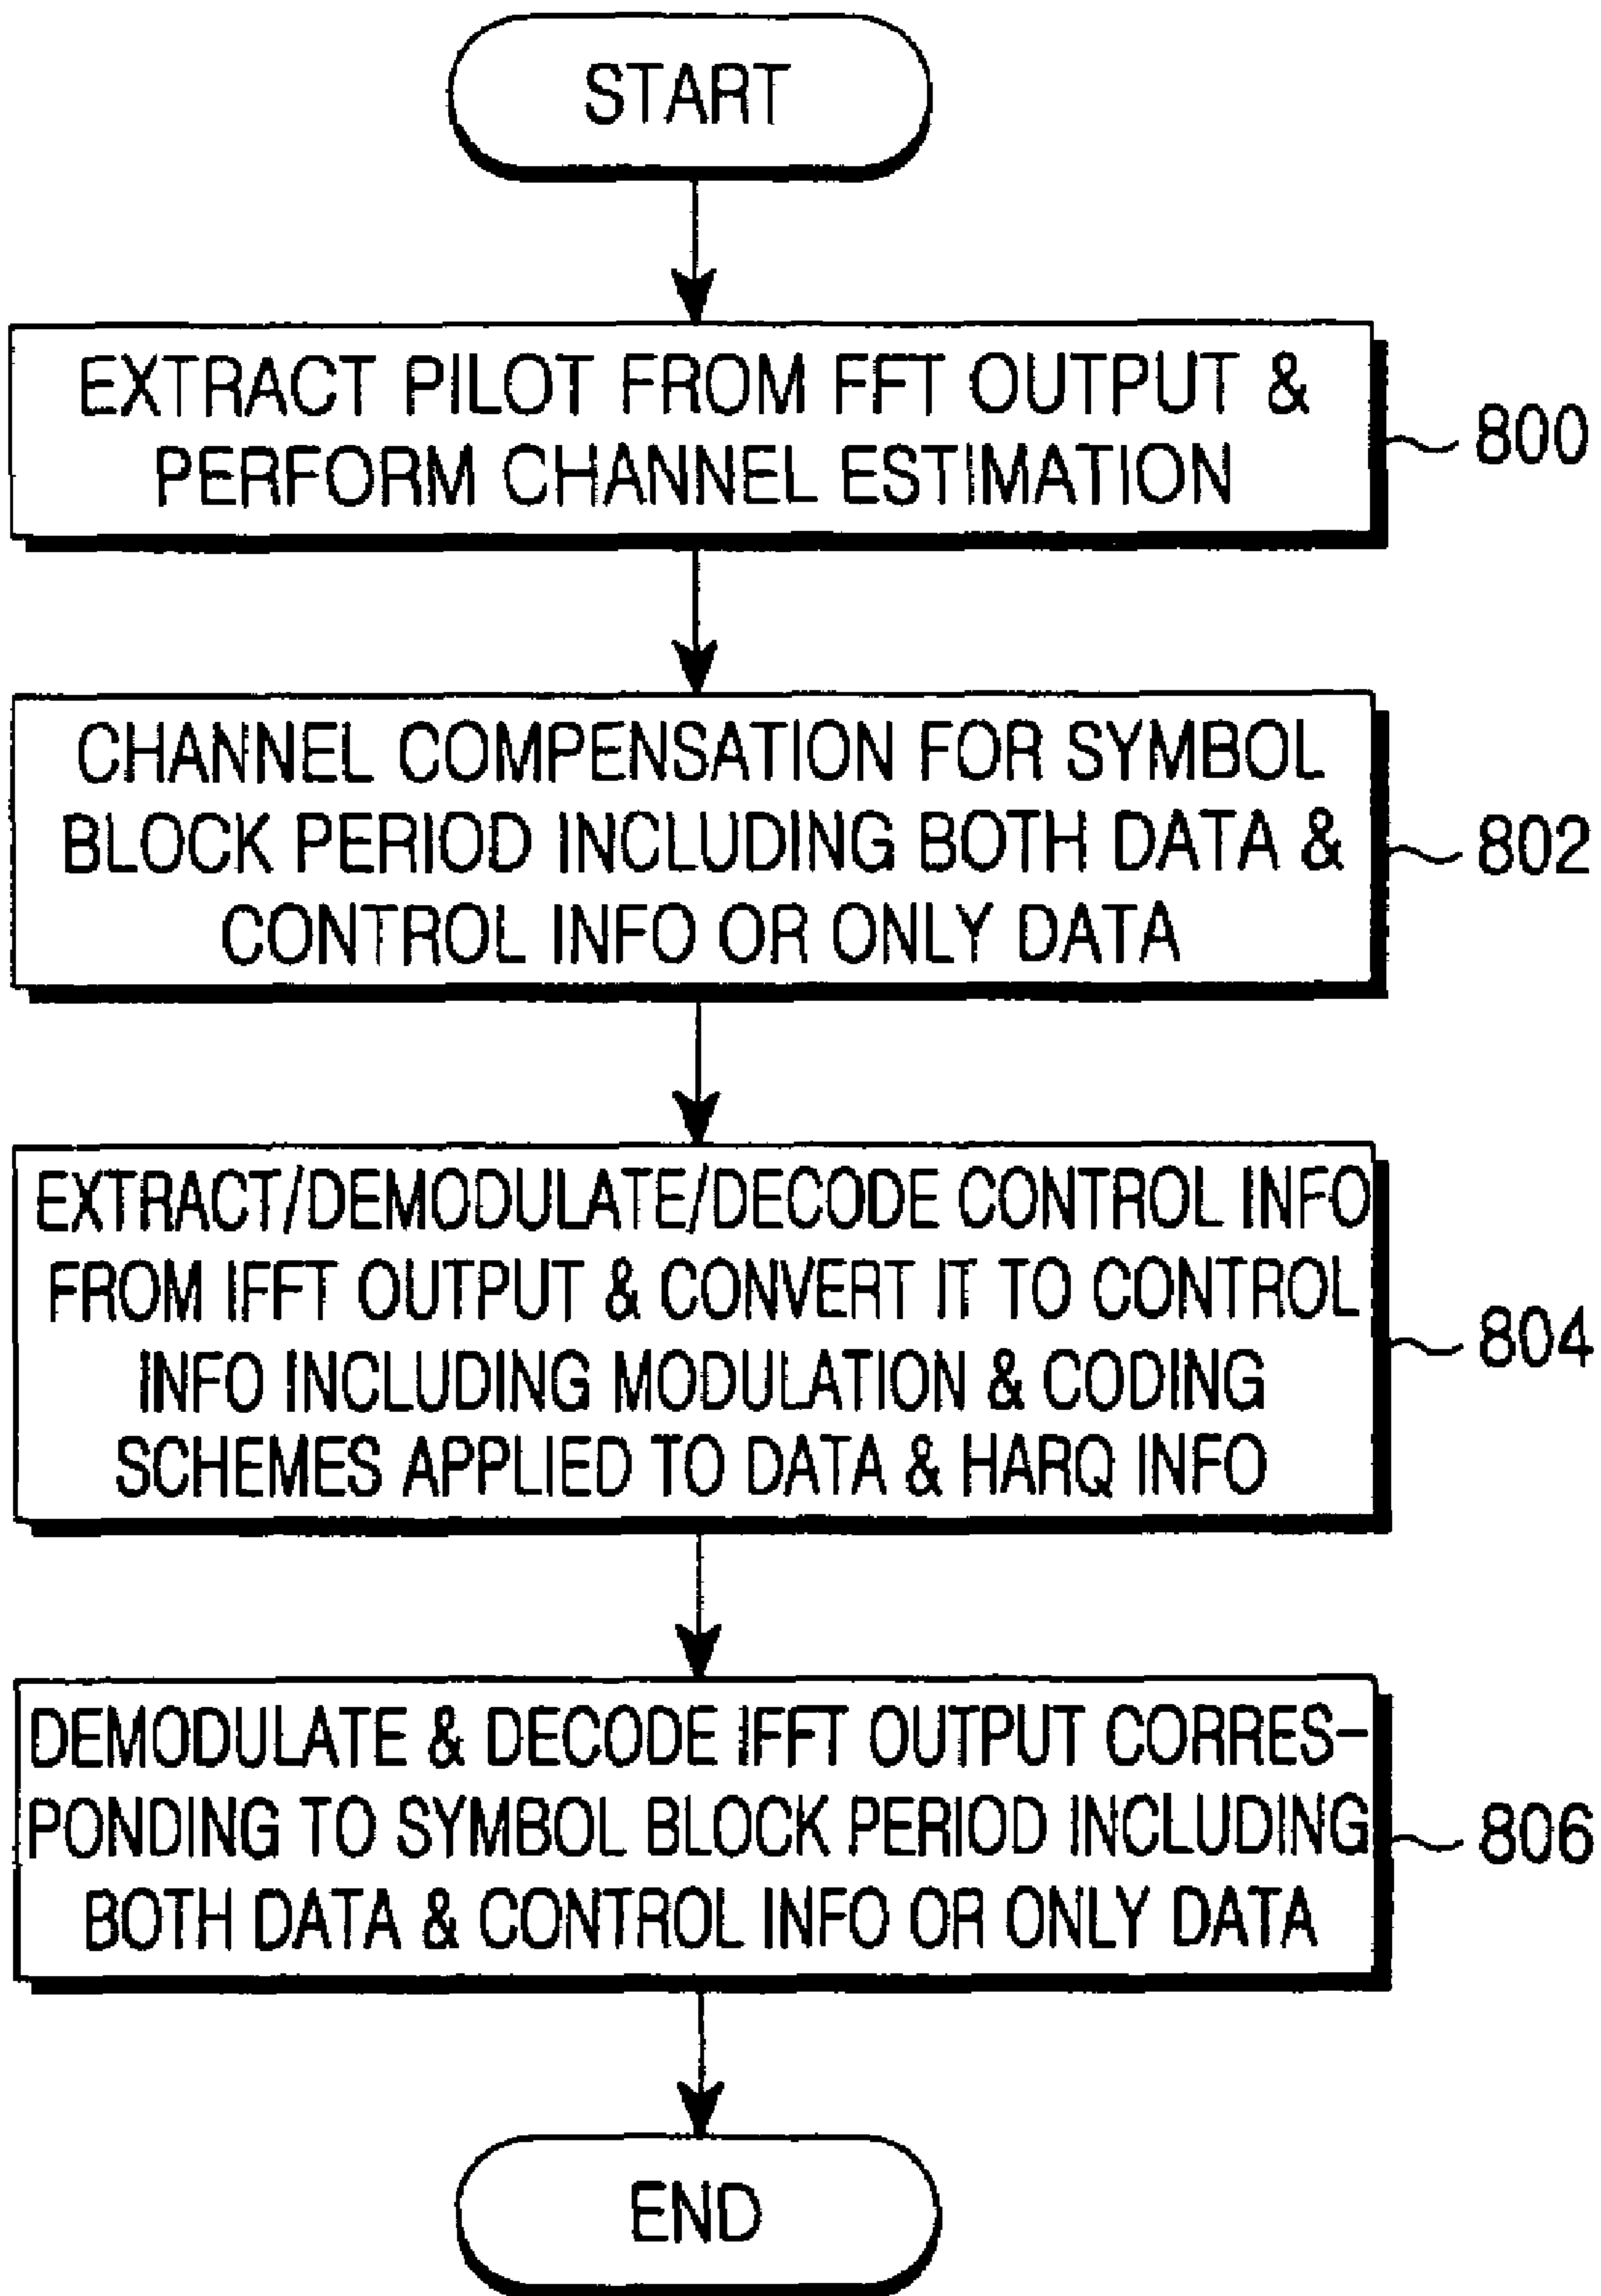 START
EXTRACT PILOT FROM FFT OUTPUT &
PERFORM CHANNEL ESTIMATION
800
CHANNEL COMPENSATION FOR SYMBOL
BLOCK PERIOD INCLUDING BOTH DATA &
CONTROL INFO OR ONLY DATA
802
EXTRACT/DEMODULATE/DECODE CONTROL INFO
FROM IFFT OUTPUT & CONVERT IT TO CONTROL
INFO INCLUDING MODULATION & CODING
SCHEMES APPLIED TO DATA & HARQ INFO
804
DEMODULATE & DECODE IFFT OUTPUT CORRES-
PONDING TO SYMBOL BLOCK PERIOD INCLUDING
BOTH DATA & CONTROL INFO OR ONLY DATA
806
END